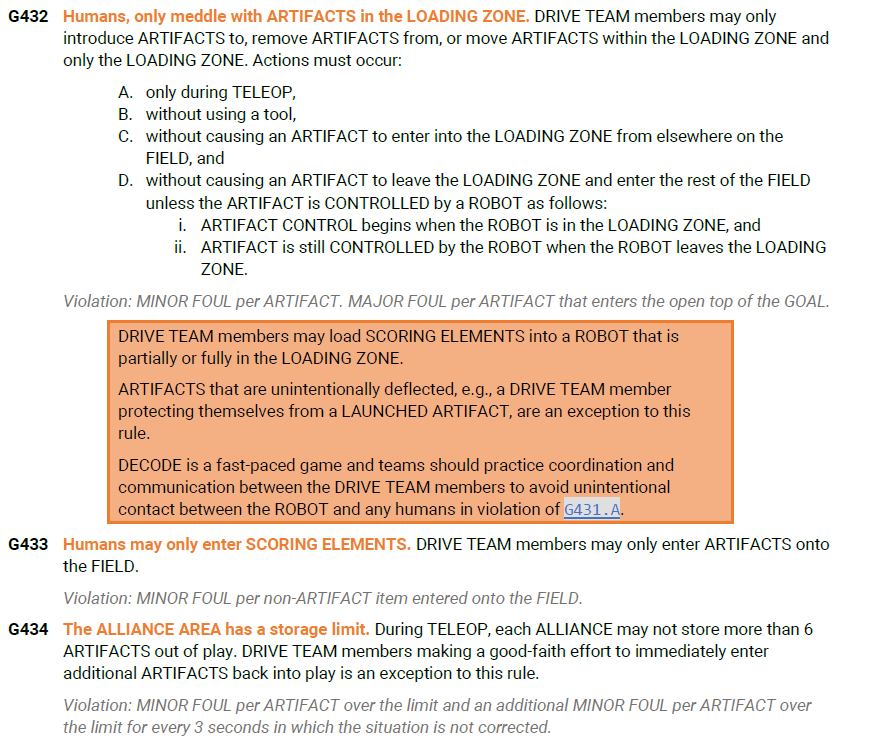 G432 Humans, only meddle with ARTIFACTS in the LOADING ZONE. DRIVE TEAM members may only
introduce ARTIFACTS to, remove ARTIFACTS from, or move ARTIFACTS within the LOADING ZONE and
only the LOADING ZONE. Actions must occur:
A. only during TELEOP,
B. without using a tool,
C. without causing an ARTIFACT to enter into the LOADING ZONE from elsewhere on the
FIELD, and
D. without causing an ARTIFACT to leave the LOADING ZONE and enter the rest of the FIELD
unless the ARTIFACT is CONTROLLED by a ROBOT as follows:
i. ARTIFACT CONTROL begins when the ROBOT is in the LOADING ZONE, and
ii. ARTIFACT is still CONTROLLED by the ROBOT when the ROBOT leaves the LOADING
ZONE.
Violation: MINOR FOUL per ARTIFACT. MAJOR FOUL per ARTIFACT that enters the open top of the GOAL.
DRIVE TEAM members may load SCORING ELEMENTS into a ROBOT that is
partially or fully in the LOADING ZONE.
ARTIFACTS that are unintentionally deflected, e.g., a DRIVE TEAM member
protecting themselves from a LAUNCHED ARTIFACT, are an exception to this
rule.
DECODE is a fast-paced game and teams should practice coordination and
communication between the DRIVE TEAM members to avoid unintentional
contact between the ROBOT and any humans in violation of G431.A.
G433 Humans may only enter SCORING ELEMENTS. DRIVE TEAM members may only enter ARTIFACTS onto
the FIELD.
Violation: MINOR FOUL per non-ARTIFACT item entered onto the FIELD.
G434 The ALLIANCE AREA has a storage limit. During TELEOP, each ALLIANCE may not store more than 6
ARTIFACTS out of play. DRIVE TEAM members making a good-faith effort to immediately enter
additional ARTIFACTS back into play is an exception to this rule.
Violation: MINOR FOUL per ARTIFACT over the limit and an additional MINOR FOUL per ARTIFACT over
the limit for every 3 seconds in which the situation is not corrected.